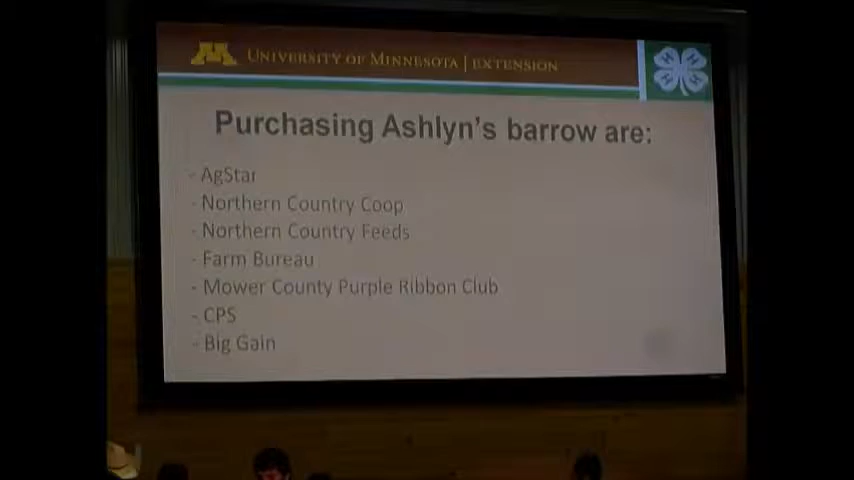 M UNIVERSITY OF MINNESOTA | EXTENSION
H H H H
Purchasing Ashlyn's barrow are:
- AgStar
- Northern Country Coop
- Northern Country Feeds
- Farm Bureau
- Mower County Purple Ribbon Club
- CPS
- Big Gain